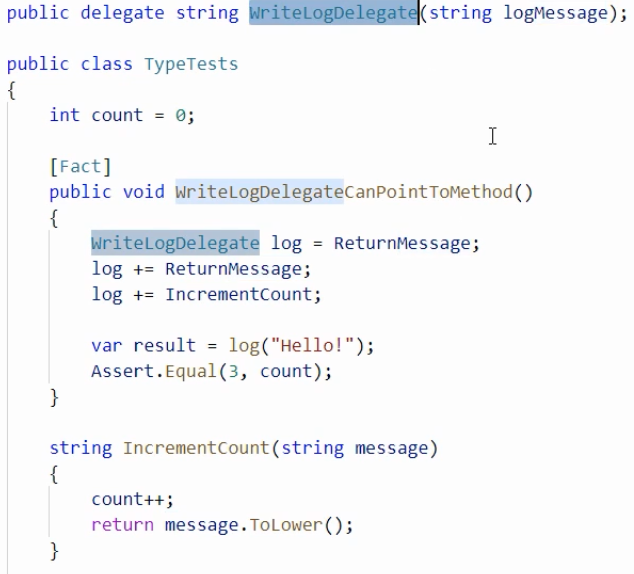 public delegate string WriteLogDelegate(string logMessage);
public class TypeTests
{
int count = 0;
[Fact]
public void WriteLogDelegateCanPointToMethod()
{
WriteLogDelegate log = ReturnMessage;
log += ReturnMessage;
log += IncrementCount;
var result = log("Hello!");
Assert.Equal(3, count);
}
string IncrementCount(string message)
{
count++;
return message.ToLower();
}